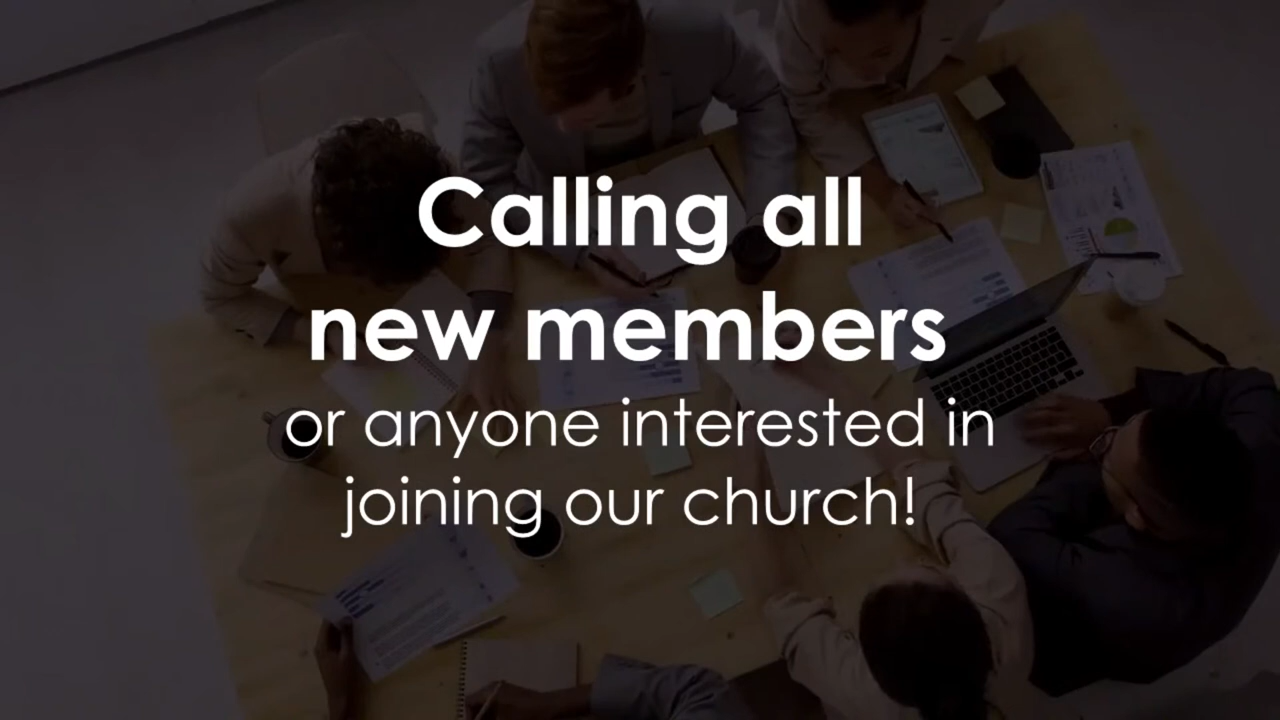 Calling all
new members
or anyone interested in
joining our church!